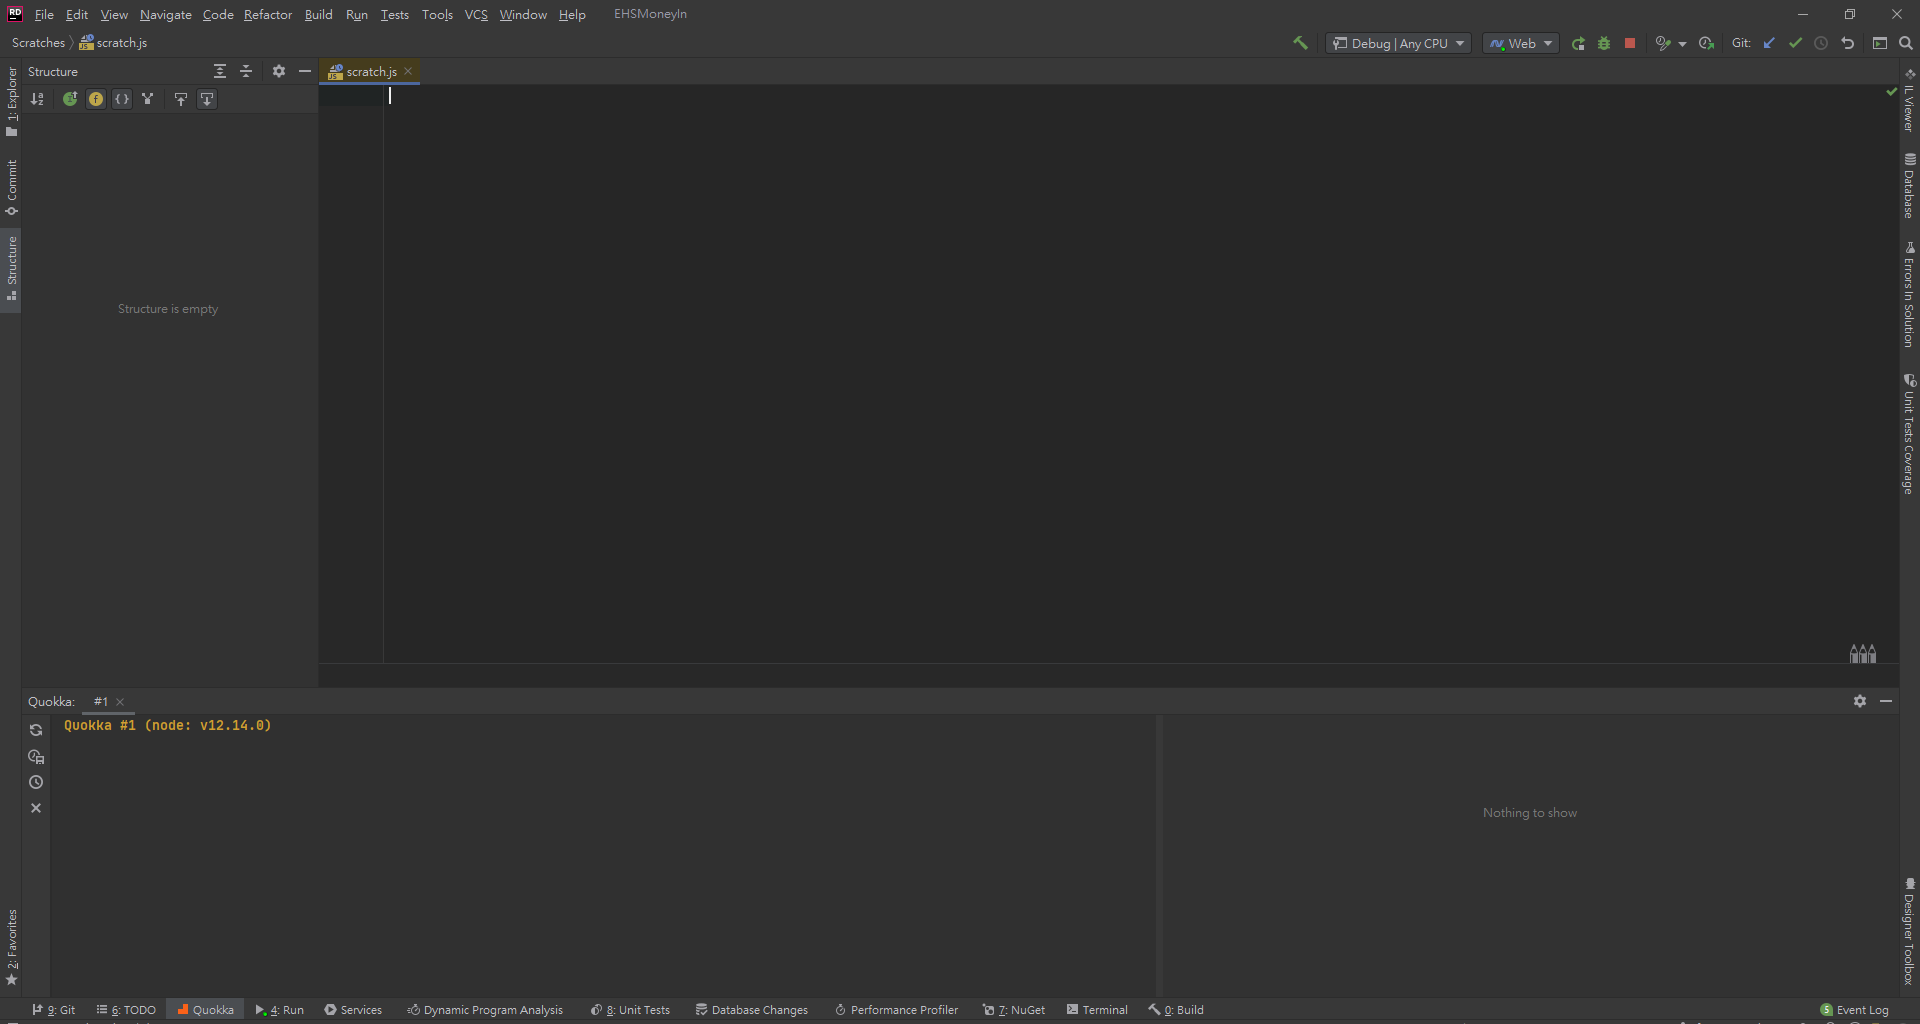 RD File Edit View Navigate Code Refactor Build Run Tests Tools VCS Window Help EHSMoneyIn
Scratches scratch.js Debug | Any CPU Web Git:
1: Explorer
Commit
Structure
2: Favorites
Structure
Structure is empty
scratch.js
IL Viewer
Database
Errors In Solution
Unit Tests Coverage
Designer Toolbox
Quokka: #1
Quokka #1 (node: v12.14.0)
Nothing to show
9: Git 6: TODO Quokka 4: Run Services Dynamic Program Analysis 8: Unit Tests Database Changes Performance Profiler 7: NuGet Terminal 0: Build 5 Event Log